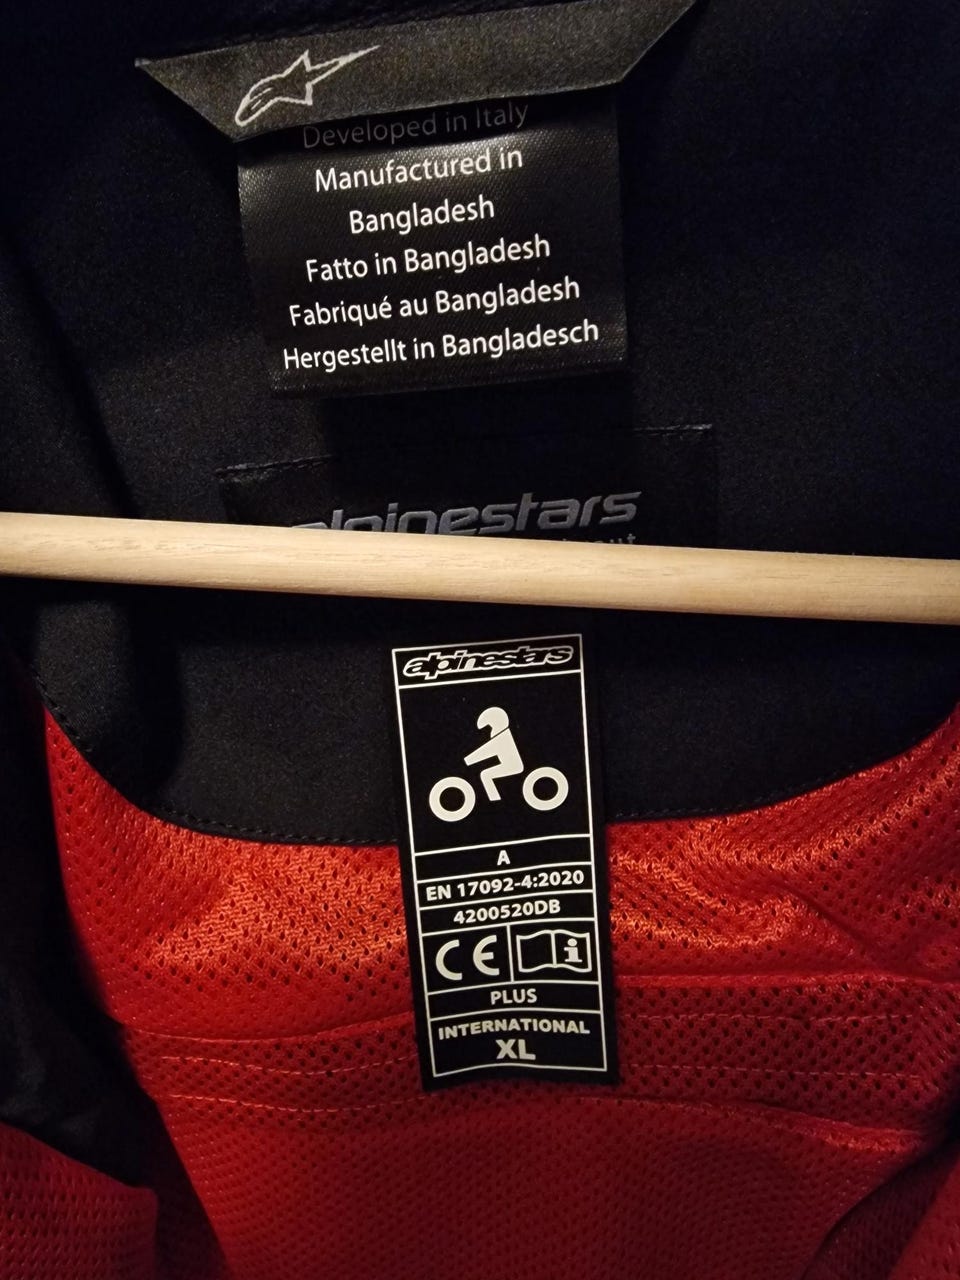 Developed in Italy
Manufactured in
Bangladesh
Fatto in Bangladesh
Fabriqué au Bangladesh
Hergestellt in Bangladesch
alpinestars
alpinestars
A
EN 17092-4:2020
4200520DB
CE i
PLUS
INTERNATIONAL
XL